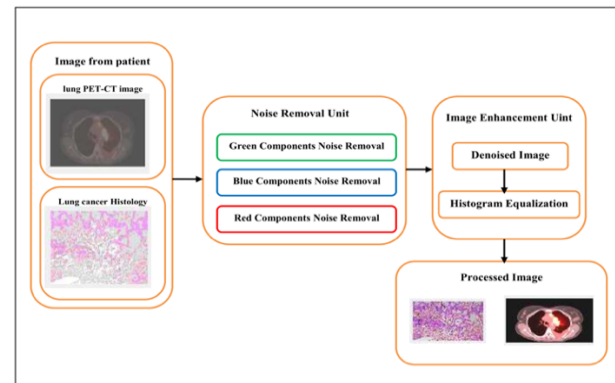 Image from patient
lung PET-CT image
Lung cancer Histology
Noise Removal Unit
Green Components Noise Removal
Blue Components Noise Removal
Red Components Noise Removal
Image Enhancement Uint
Denoised Image
Histogram Equalization
Processed Image